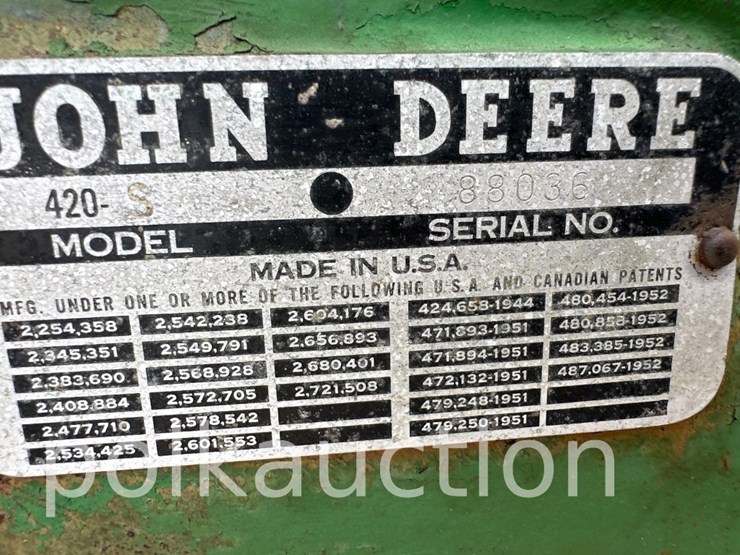 JOHN DEERE
420-S 88036
MODEL SERIAL NO.
MADE IN U.S.A.
MFG. UNDER ONE OR MORE OF THE FOLLOWING U.S.A. AND CANADIAN PATENTS
2,254,358 2,542,238 2,604,176 424,658-1944 480,454-1952
2,345,351 2,549,791 2,656,893 471,893-1951 480,858-1952
2,383,690 2,568,928 2,680,401 471,894-1951 483,385-1952
2,408,884 2,572,705 2,721,508 472,132-1951 487,067-1952
2,477,710 2,578,542 479,248-1951
2,534,425 2,601,553 479,250-1951
polkauction